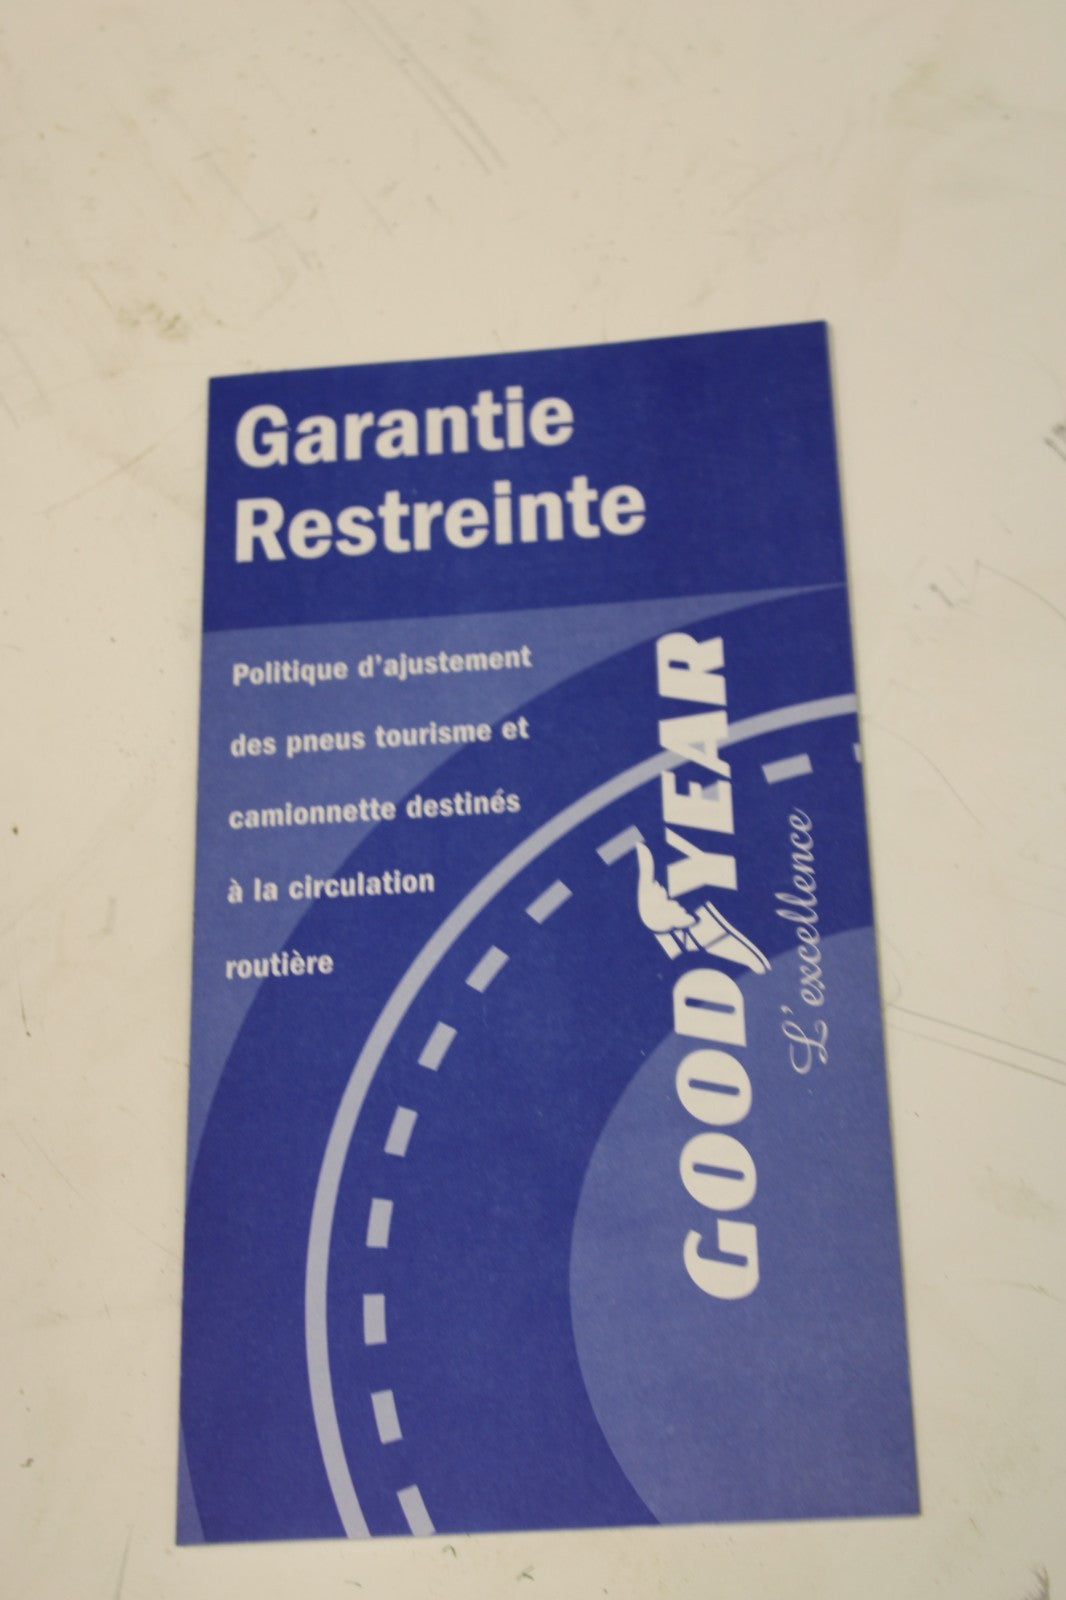 Garantie
Restreinte
Politique d'ajustement
des pneus tourisme et
camionnette destinés
à la circulation
routière
GOODYEAR
L'excellence